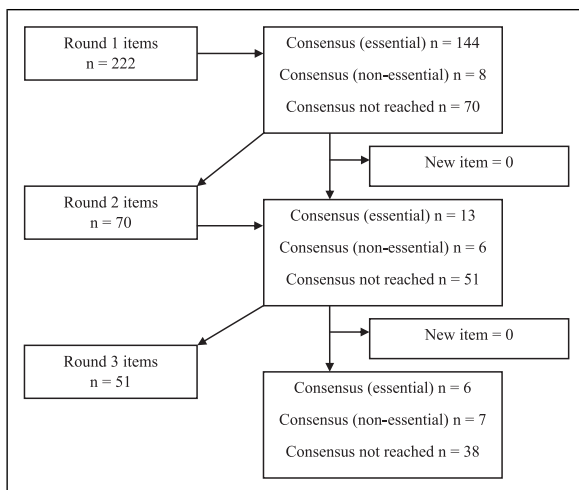 Round 1 items
n = 222
Consensus (essential) n = 144
Consensus (non-essential) n = 8
Consensus not reached n = 70
New item = 0
Round 2 items
n = 70
Consensus (essential) n = 13
Consensus (non-essential) n = 6
Consensus not reached n = 51
New item = 0
Round 3 items
n = 51
Consensus (essential) n = 6
Consensus (non-essential) n = 7
Consensus not reached n = 38